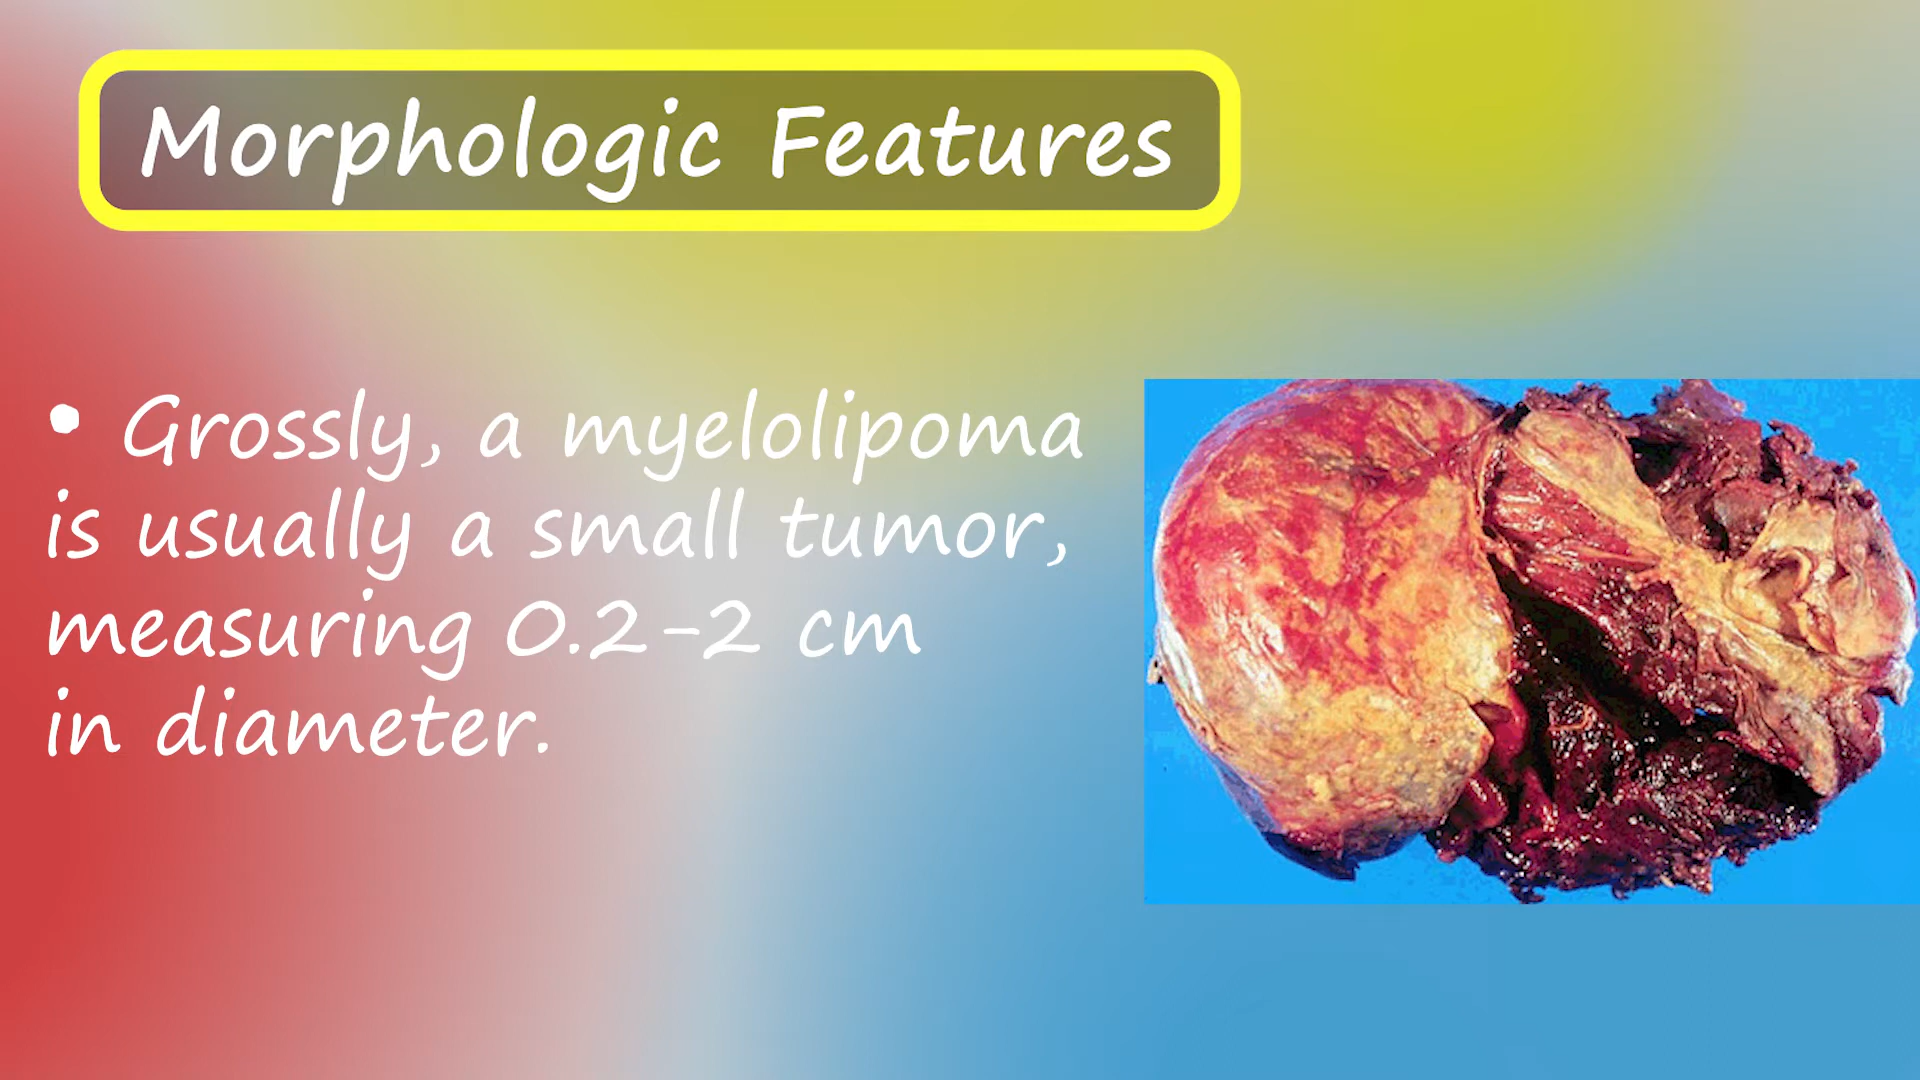 Morphologic Features
• Grossly, a myelolipoma
is usually a small tumor,
measuring 0.2-2 cm
in diameter.